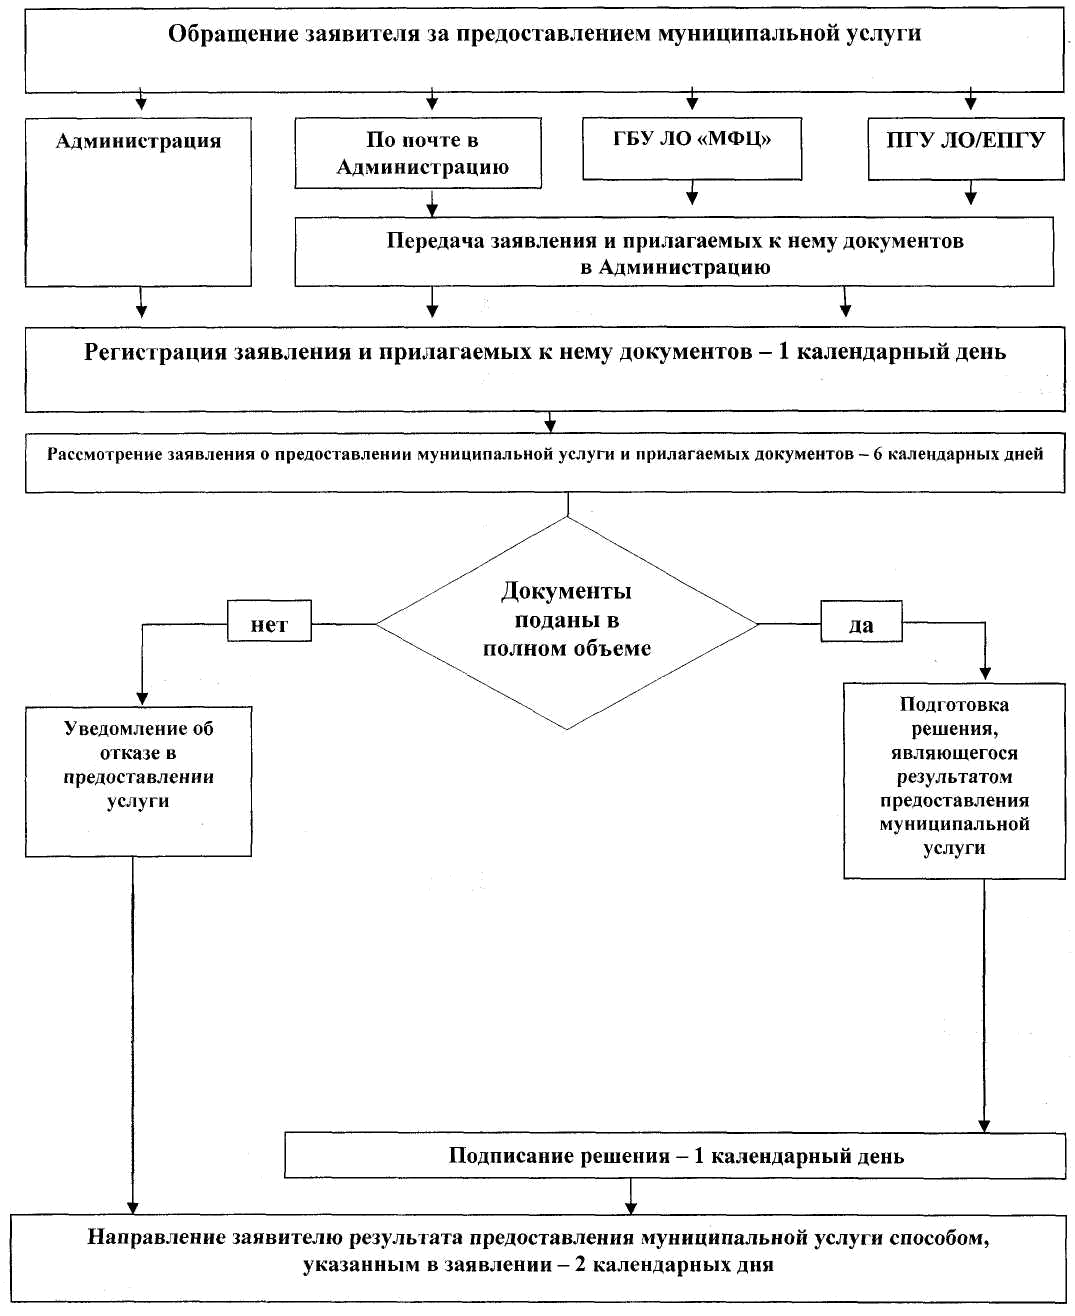 Обращение заявителя за предоставлением муниципальной услуги
Администрация
По почте в
Администрацию
ГБУ ЛО «МФЦ»
ПГУ ЛО/ЕПГУ
Передача заявления и прилагаемых к нему документов
в Администрацию
Регистрация заявления и прилагаемых к нему документов – 1 календарный день
Рассмотрение заявления о предоставлении муниципальной услуги и прилагаемых документов – 6 календарных дней
Документы
поданы в
полном объеме
нет
да
Уведомление об
отказе в
предоставлении
услуги
Подготовка
решения,
являющегося
результатом
предоставления
муниципальной
услуги
Подписание решения – 1 календарный день
Направление заявителю результата предоставления муниципальной услуги способом,
указанным в заявлении – 2 календарных дня